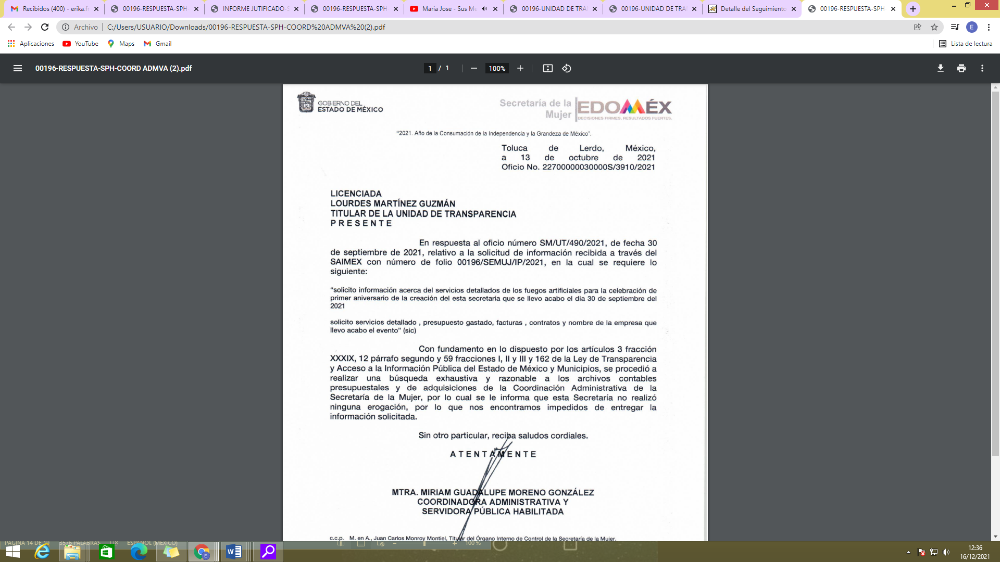 Recibidos (400) - erika.fr
00196-RESPUESTA-SPH-
INFORME JUTIFICADO-S
00196-RESPUESTA-SPH-
Maria Jose - Sus Me
00196-UNIDAD DE TRA
00196-UNIDAD DE TRA
Detalle del Seguimiento
00196-RESPUESTA-SPH-
Archivo
C:/Users/USUARIO/Downloads/00196-RESPUESTA-SPH-COORD%20ADMVA%20(2).pdf
E
Aplicaciones
YouTube
Maps
Gmail
Lista de lectura
00196-RESPUESTA-SPH-COORD ADMVA (2).pdf
1 / 1
100%
GOBIERNO DEL
ESTADO DE MÉXICO
Secretaría de la
Mujer
EDOMÉX
DECISIONES FIRMES, RESULTADOS FUERTES.
“2021. Año de la Consumación de la Independencia y la Grandeza de México”.
Toluca de Lerdo, México,
a 13 de octubre de 2021
Oficio No. 22700000030000S/3910/2021
LICENCIADA
LOURDES MARTÍNEZ GUZMÁN
TITULAR DE LA UNIDAD DE TRANSPARENCIA
P R E S E N T E
En respuesta al oficio número SM/UT/490/2021, de fecha 30
de septiembre de 2021, relativo a la solicitud de información recibida a través del
SAIMEX con número de folio 00196/SEMUJ/IP/2021, en la cual se requiere lo
siguiente:
“solicito información acerca del servicios detallados de los fuegos artificiales para la celebración de
primer aniversario de la creación del esta secretaria que se llevo acabo el dia 30 de septiembre del
2021
solicito servicios detallado , presupuesto gastado, facturas , contratos y nombre de la empresa que
llevo acabo el evento” (sic)
Con fundamento en lo dispuesto por los artículos 3 fracción
XXXIX, 12 párrafo segundo y 59 fracciones I, II y III y 162 de la Ley de Transparencia
y Acceso a la Información Pública del Estado de México y Municipios, se procedió a
realizar una búsqueda exhaustiva y razonable a los archivos contables
presupuestales y de adquisiciones de la Coordinación Administrativa de la
Secretaría de la Mujer, por lo cual se le informa que esta Secretaría no realizó
ninguna erogación, por lo que nos encontramos impedidos de entregar la
información solicitada.
Sin otro particular, reciba saludos cordiales.
A T E N T A M E N T E
MTRA. MIRIAM GUADALUPE MORENO GONZÁLEZ
COORDINADORA ADMINISTRATIVA Y
SERVIDORA PÚBLICA HABILITADA
c.c.p. M. en A., Juan Carlos Monroy Montiel, Titular del Órgano Interno de Control de la Secretaría de la Mujer.
PÁGINA 14 DE 19
3576 PALABRAS
ESPAÑOL (MÉXICO)
100 %
12:36
16/12/2021